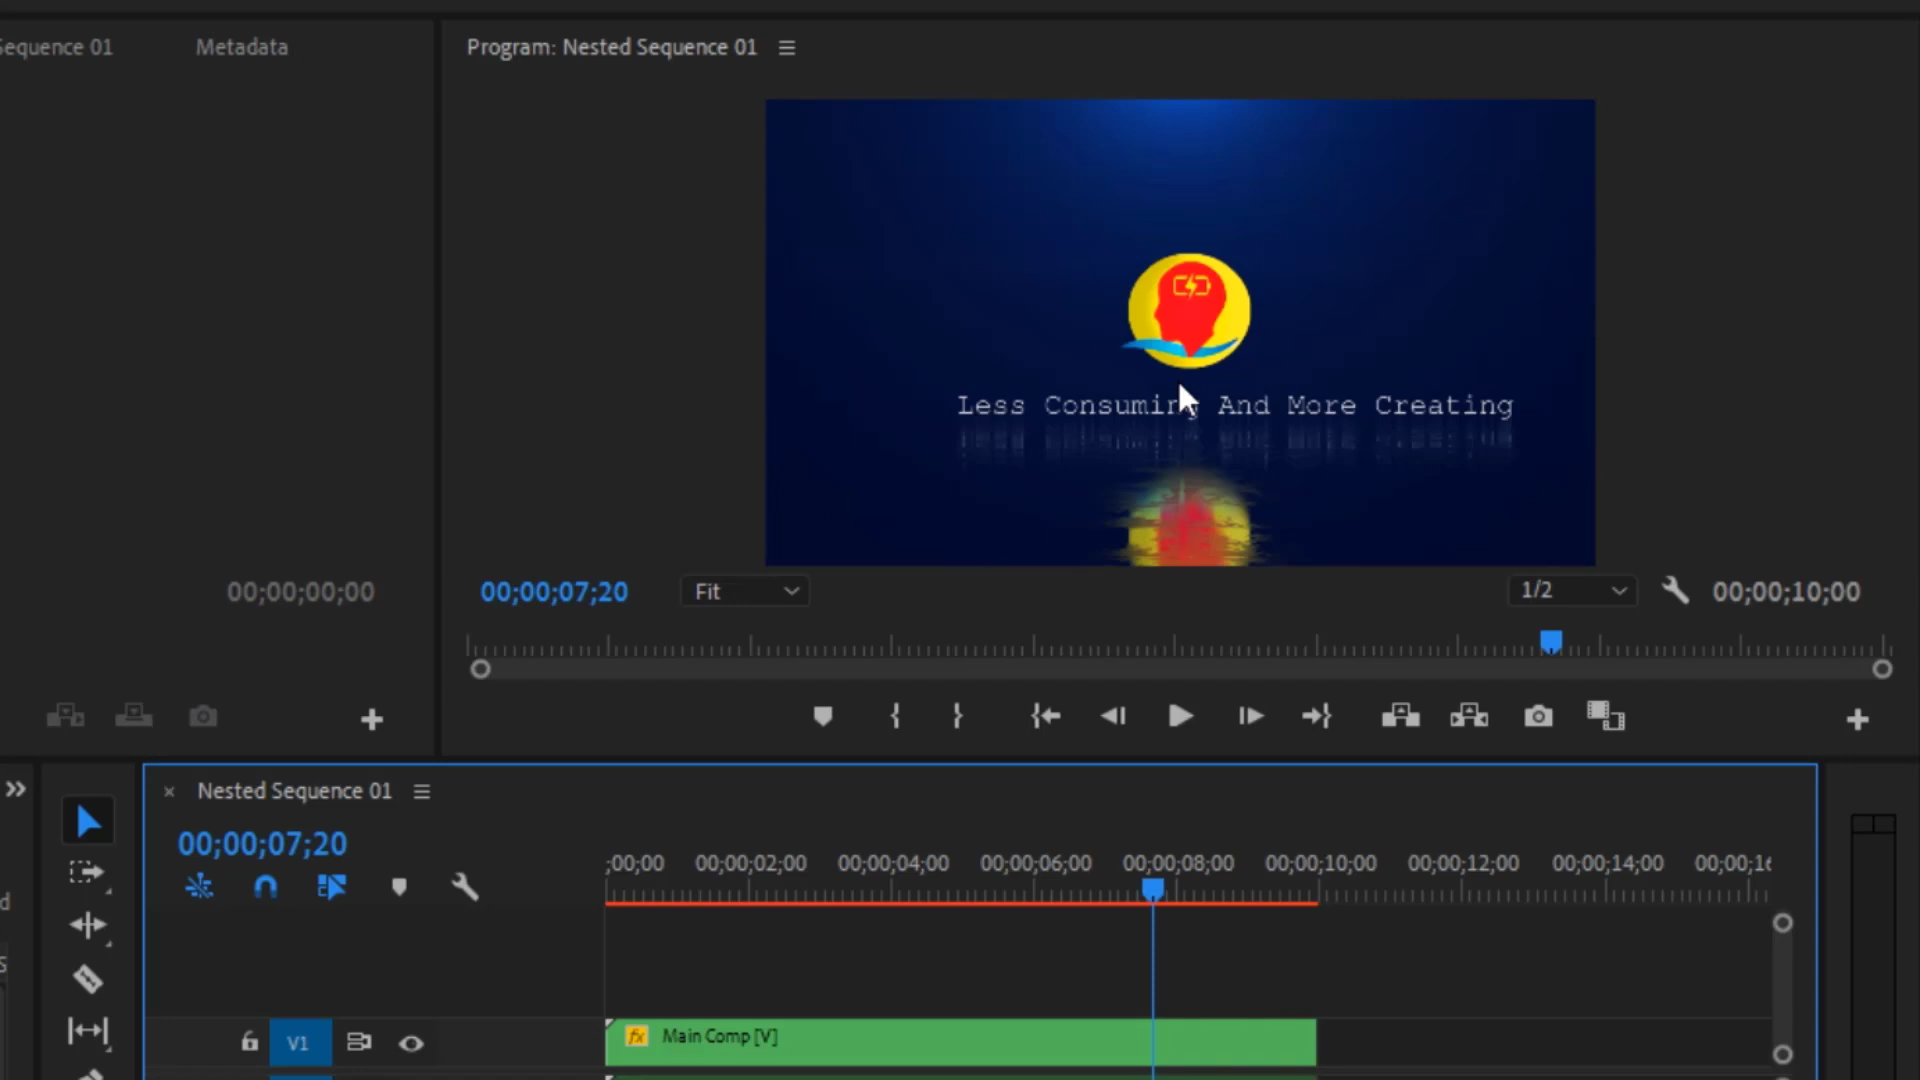 Sequence 01 Metadata
Program: Nested Sequence 01
Less Consuming And More Creating
00;00;00;00 00;00;07;20 Fit 1/2 00;00;10;00
Nested Sequence 01
00;00;07;20
;00;00 00;00;02;00 00;00;04;00 00;00;06;00 00;00;08;00 00;00;10;00 00;00;12;00 00;00;14;00 00;00;16
d
S
V1 fx Main Comp [V]